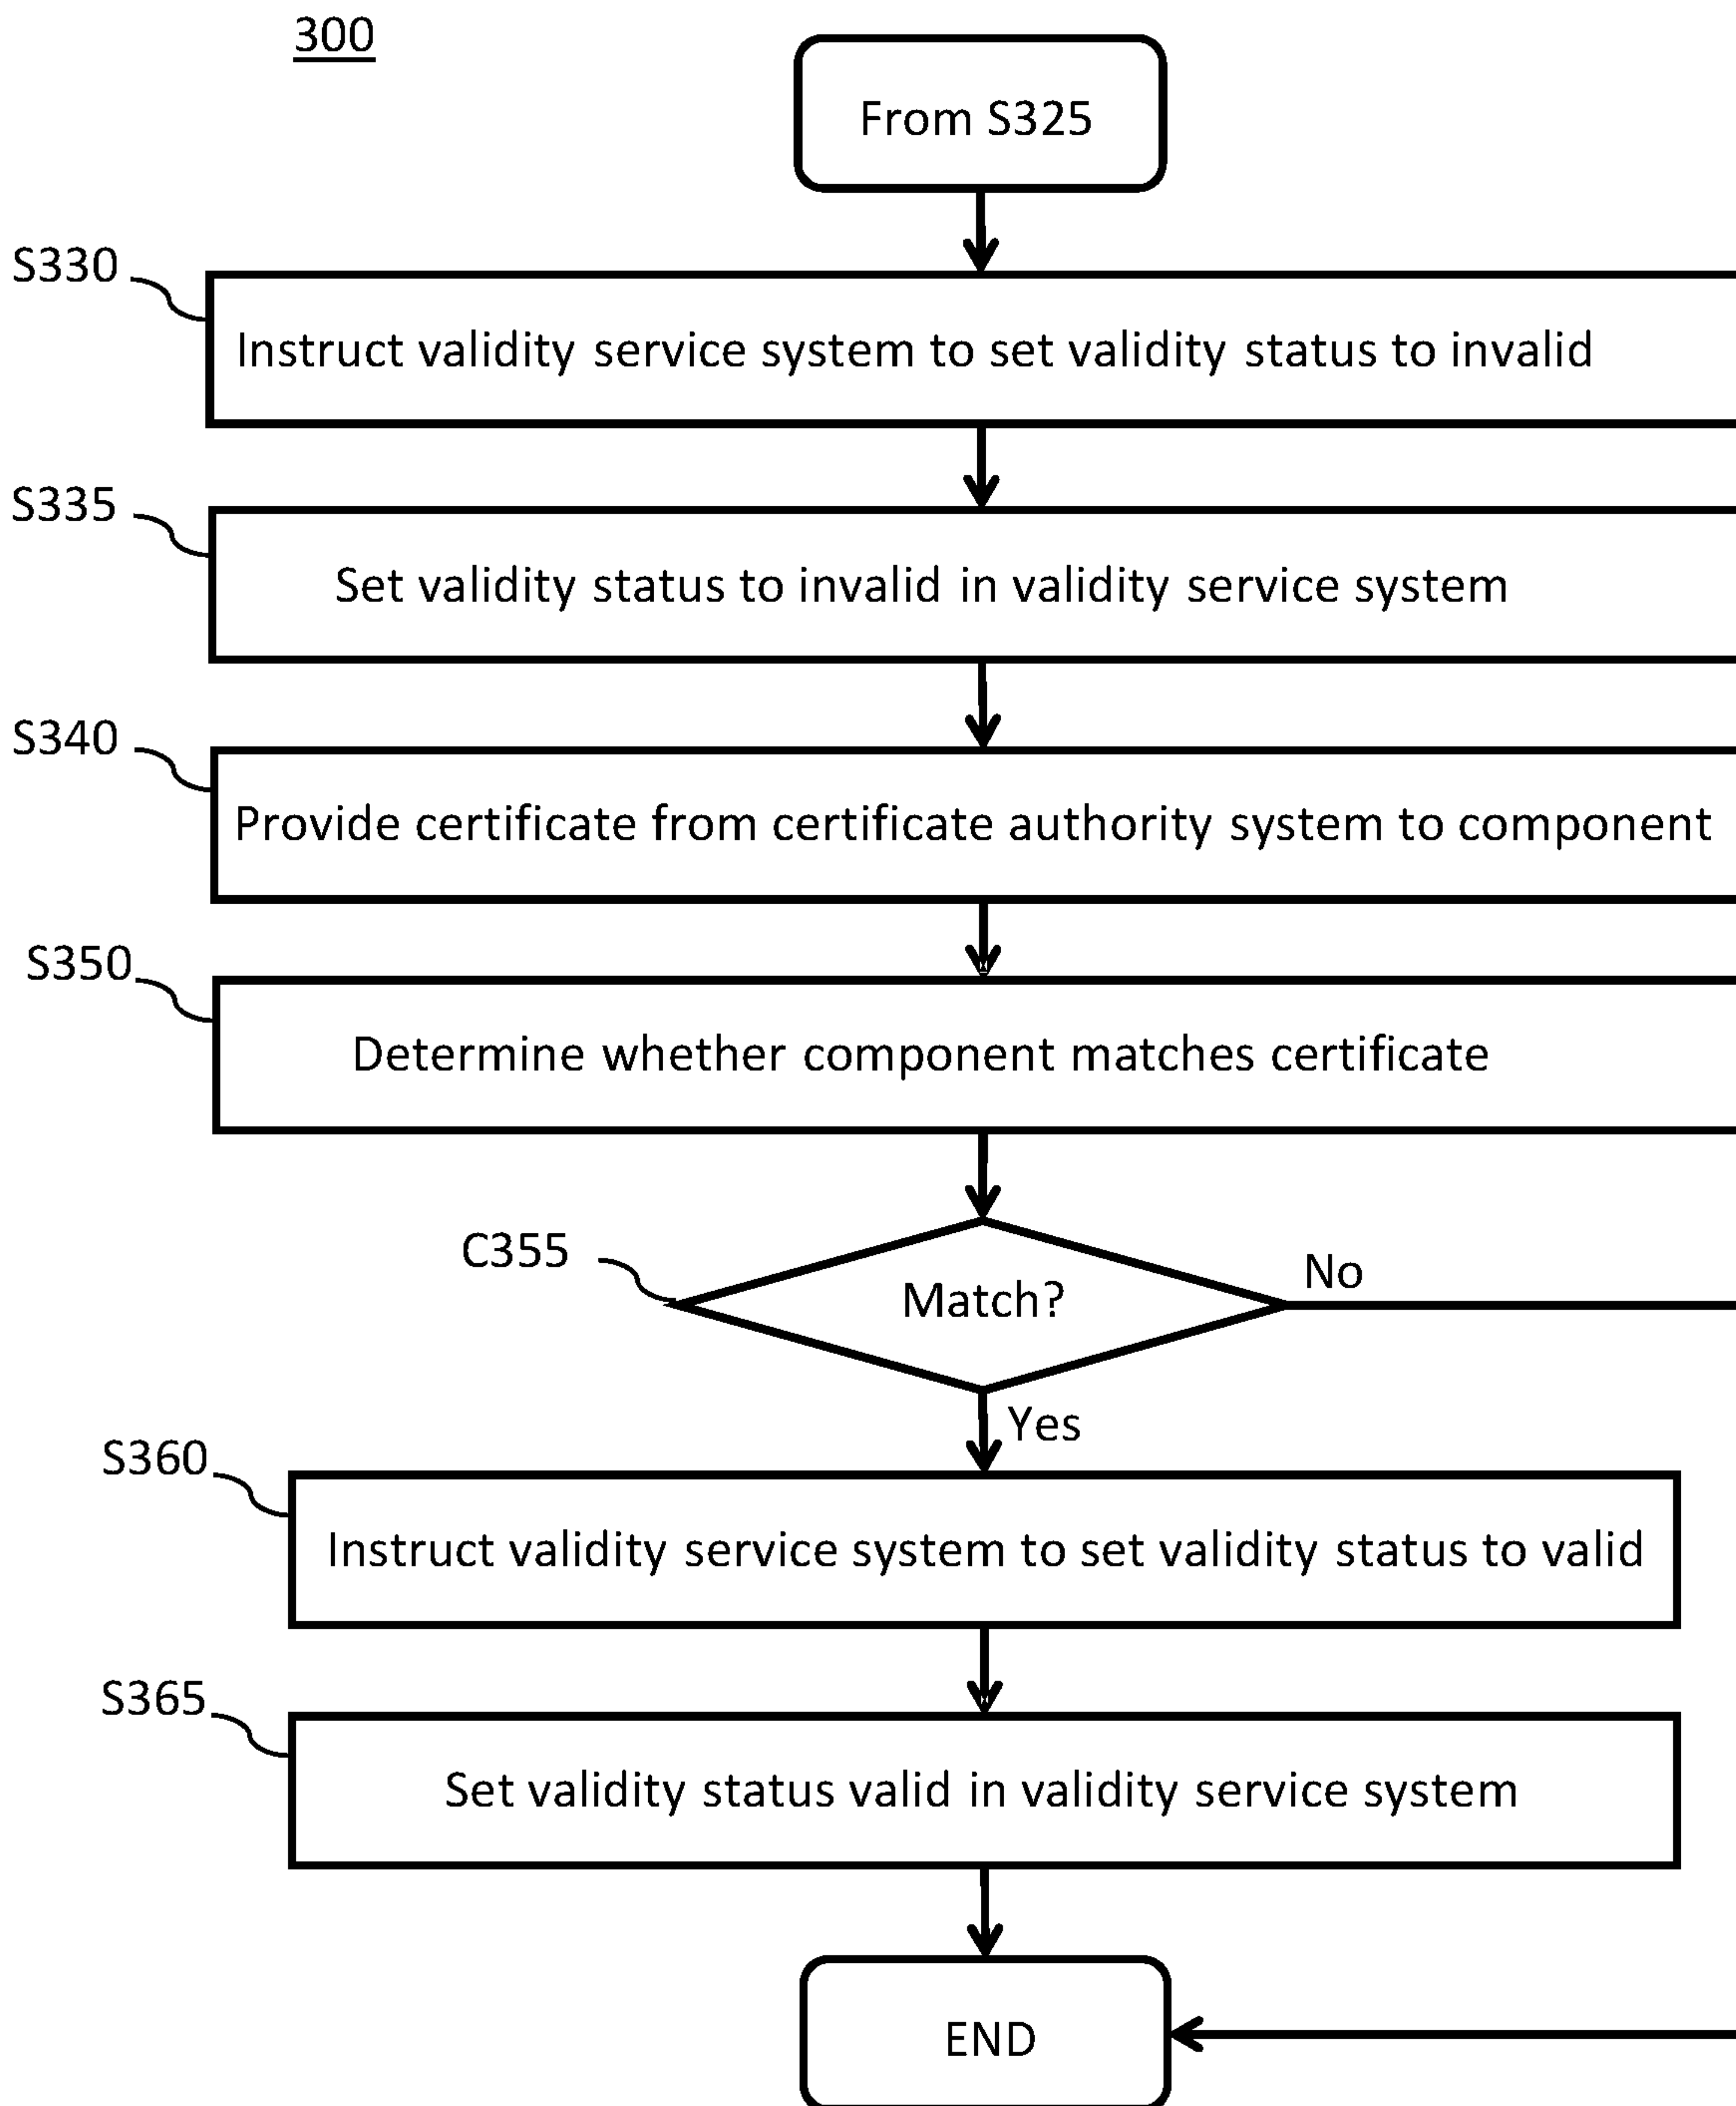 300
From S325
S330
Instruct validity service system to set validity status to invalid
S335
Set validity status to invalid in validity service system
S340
Provide certificate from certificate authority system to component
S350
Determine whether component matches certificate
C355
Match?
No
Yes
S360
Instruct validity service system to set validity status to valid
S365
Set validity status valid in validity service system
END